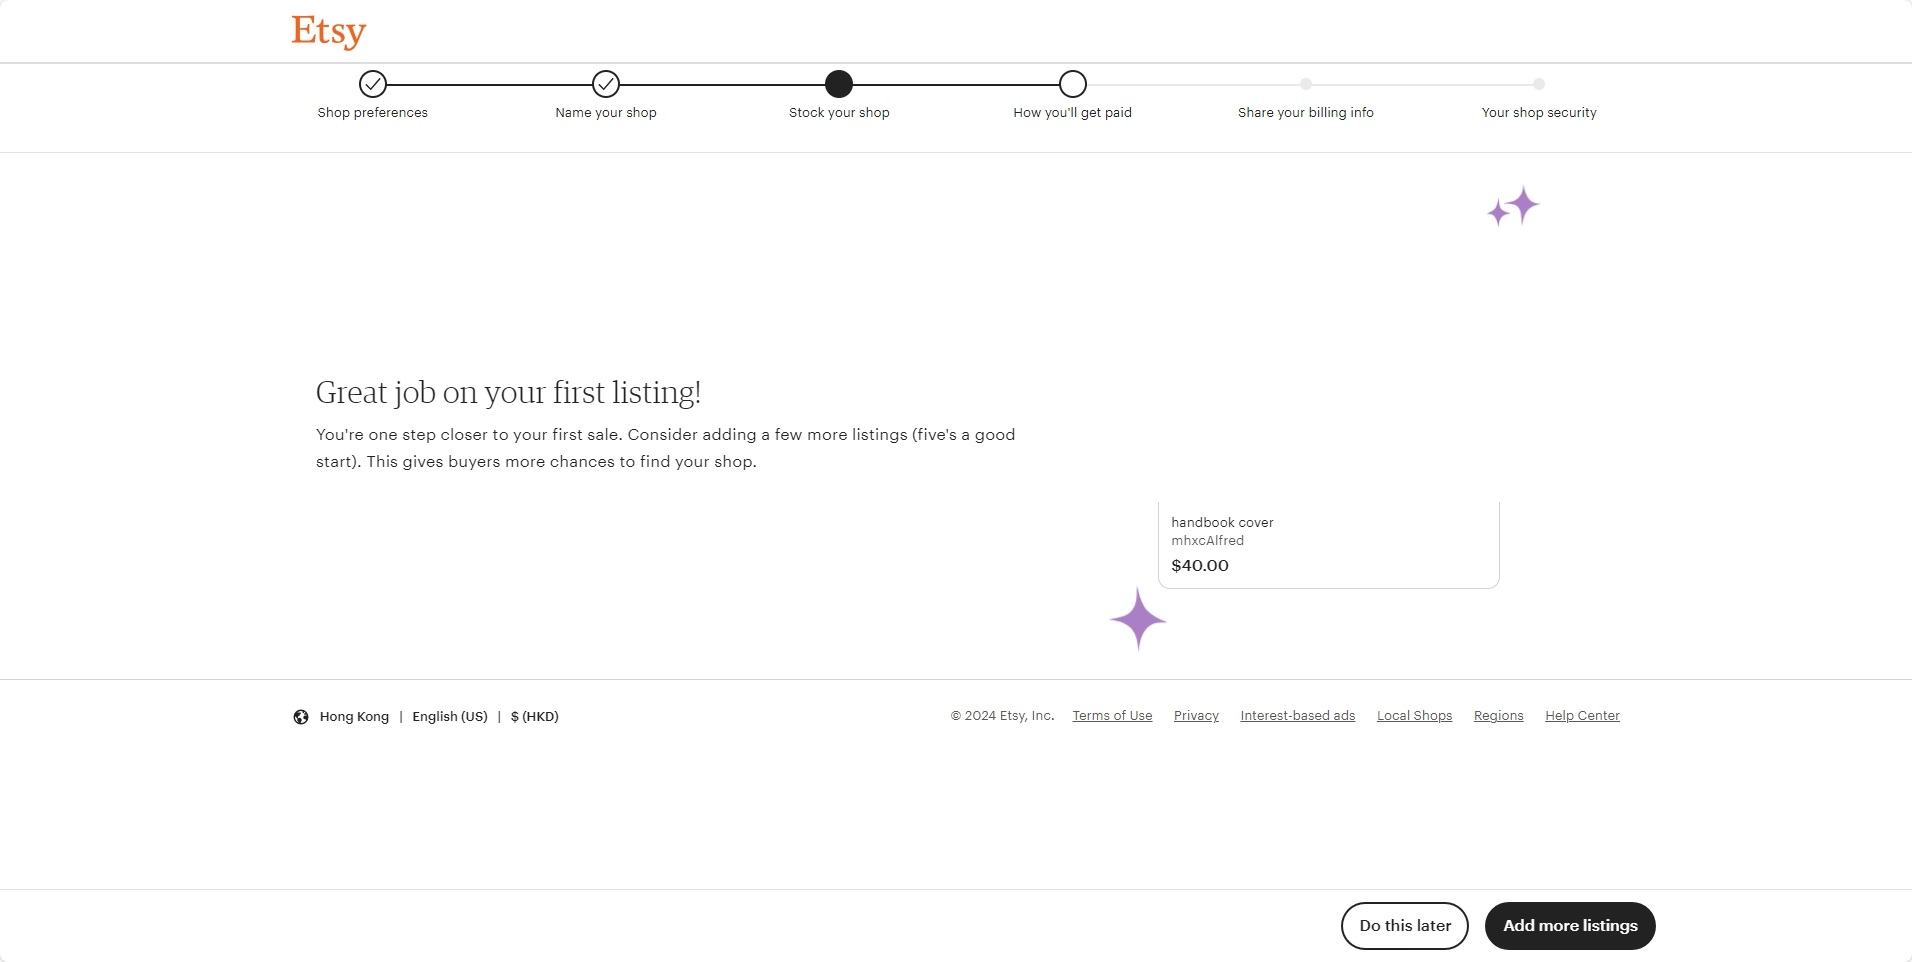 Etsy
Shop preferences
Name your shop
Stock your shop
How you'll get paid
Share your billing info
Your shop security
Great job on your first listing!
You're one step closer to your first sale. Consider adding a few more listings (five's a good
start). This gives buyers more chances to find your shop.
handbook cover
mhxcAlfred
$40.00
Hong Kong | English (US) | $ (HKD)
© 2024 Etsy, Inc. Terms of Use Privacy Interest-based ads Local Shops Regions Help Center
Do this later
Add more listings